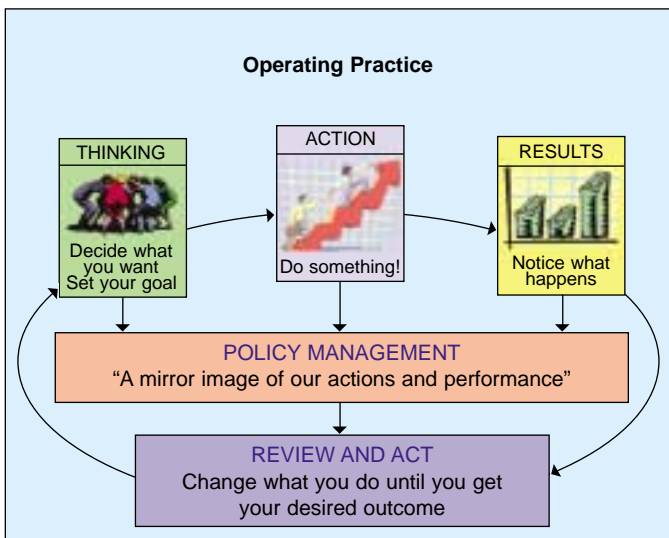 Operating Practice
THINKING
Decide what
you want
Set your goal
ACTION
Do something!
RESULTS
Notice what
happens
POLICY MANAGEMENT
“A mirror image of our actions and performance”
REVIEW AND ACT
Change what you do until you get
your desired outcome